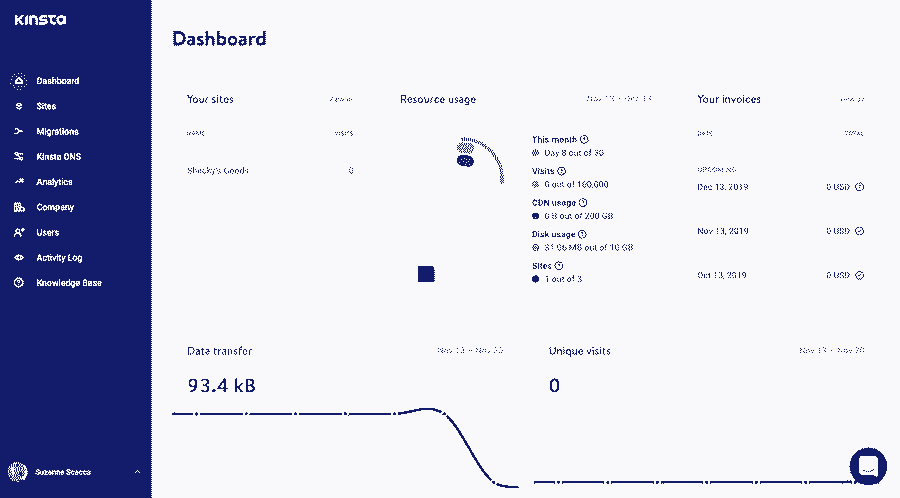 Kinsta
Dashboard
Dashboard
Sites
Migrations
Kinsta DNS
Analytics
Company
Users
Activity Log
Knowledge Base
Suzanne Scacca
Your sites
View all
NAME
VISITS
Shecky's Goods
0
Resource usage
Nov 13 - Dec 13
This month
Day 8 out of 30
Visits
0 out of 100,000
CDN usage
0 B out of 200 GB
Disk usage
out of 10 GB
Sites
1 out of 3
Your invoices
View all
DATE
TOTAL
UPCOMING
Dec 13, 2019
0 USD
Nov 13, 2019
0 USD
Oct 13, 2019
0 USD
Data transfer
Nov 13 - Nov 20
93.4 kB
Unique visits
Nov 13 - Nov 20
0